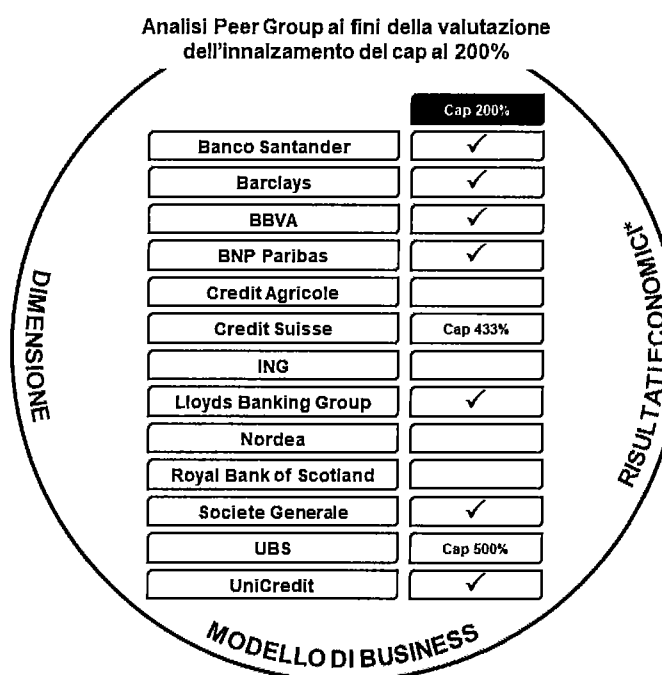 Analisi Peer Group ai fini della valutazione
dell'innalzamento del cap al 200%
Cap 200%
Banco Santander ✓
Barclays ✓
BBVA ✓
BNP Paribas ✓
Credit Agricole
Credit Suisse Cap 433%
ING
Lloyds Banking Group ✓
Nordea
Royal Bank of Scotland
Societe Generale ✓
UBS Cap 500%
UniCredit ✓
DIMENSIONE
RISULTATI ECONOMICI*
MODELLO DI BUSINESS